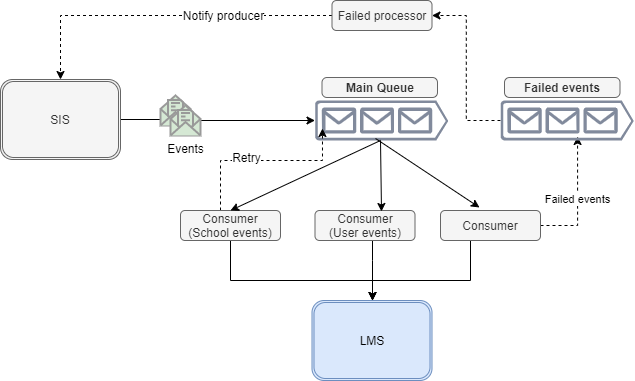 Notify producer
Failed processor
Main Queue
Failed events
SIS
Events
Retry
Failed events
Consumer
(School events)
Consumer
(User events)
Consumer
LMS